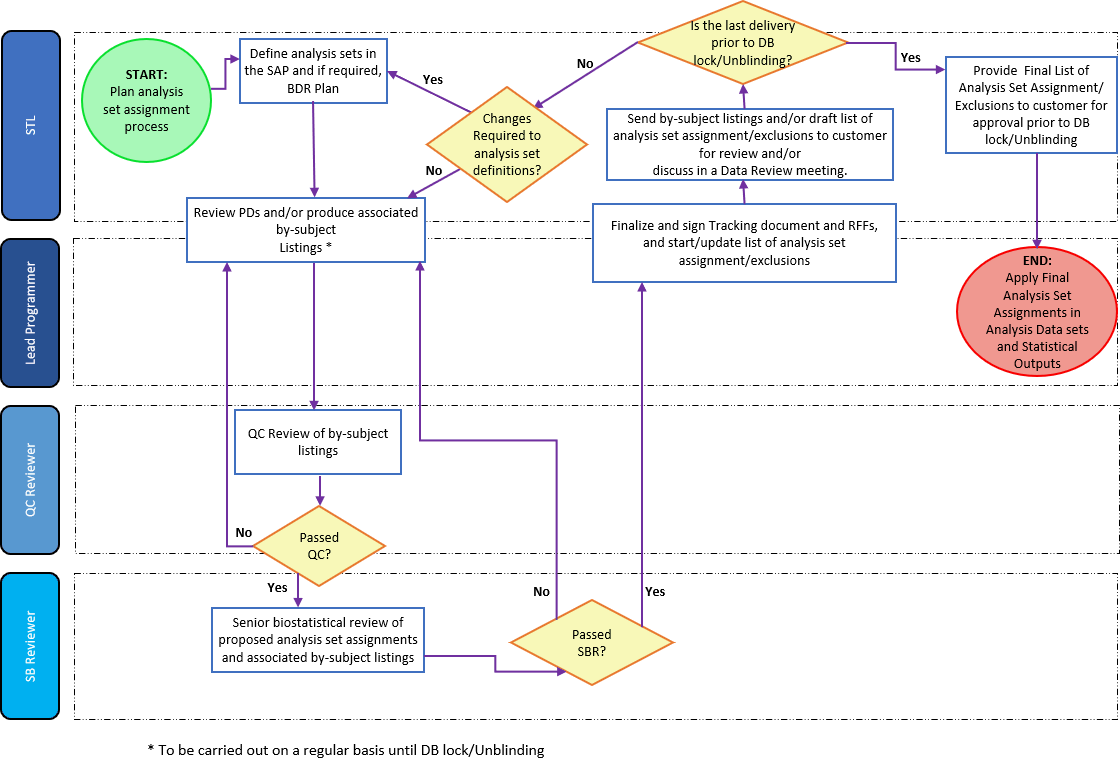 STL
START:
Plan analysis
set assignment
process
Define analysis sets in
the SAP and if required,
BDR Plan
Yes
No
Changes
Required to
analysis set
definitions?
No
Is the last delivery
prior to DB
lock/Unblinding?
Yes
Provide Final List of
Analysis Set Assignment/
Exclusions to customer for
approval prior to DB
lock/Unblinding
Send by-subject listings and/or draft list of
analysis set assignment/exclusions to customer
for review and/or
discuss in a Data Review meeting.
Review PDs and/or produce associated
by-subject
Listings *
Finalize and sign Tracking document and RFFs,
and start/update list of analysis set
assignment/exclusions
Lead Programmer
END:
Apply Final
Analysis Set
Assignments in
Analysis Data sets
and Statistical
Outputs
QC Reviewer
QC Review of by-subject
listings
No
Passed
QC?
Yes
SB Reviewer
Senior biostatistical review of
proposed analysis set assignments
and associated by-subject listings
No
Yes
Passed
SBR?
* To be carried out on a regular basis until DB lock/Unblinding